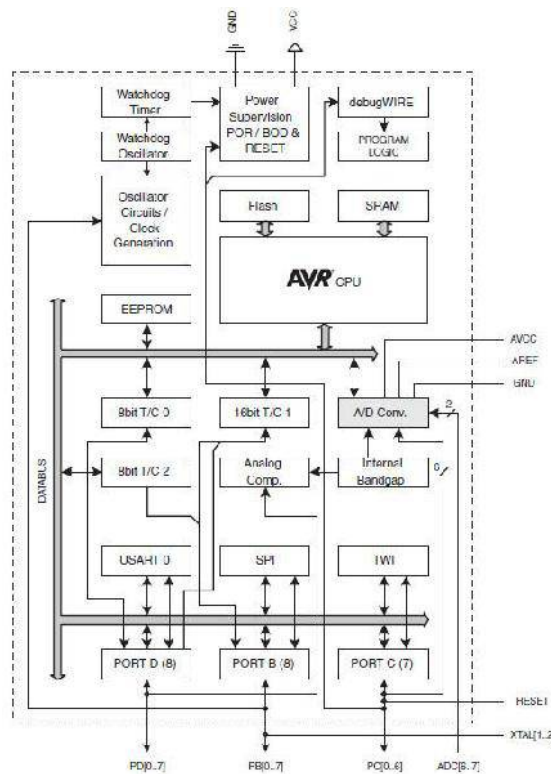 GND
VCC
Watchdog
Timer
Power
Supervision
POR / BOD &
RESET
debugWIRE
Watchdog
Oscillator
PROGRAM
LOGIC
Oscillator
Circuits /
Clock
Generation
Flash
SRAM
AVR CPU
EEPROM
AVCC
AREF
GND
8bit T/C 0
16bit T/C 1
A/D Conv.
2
DATABUS
8bit T/C 2
Analog
Comp.
Internal
Bandgap
6
USART 0
SPI
TWI
PORT D (8)
PORT B (8)
PORT C (7)
RESET
XTAL[1..2]
PD[0..7]
PB[0..7]
PC[0..6]
ADC[6..7]